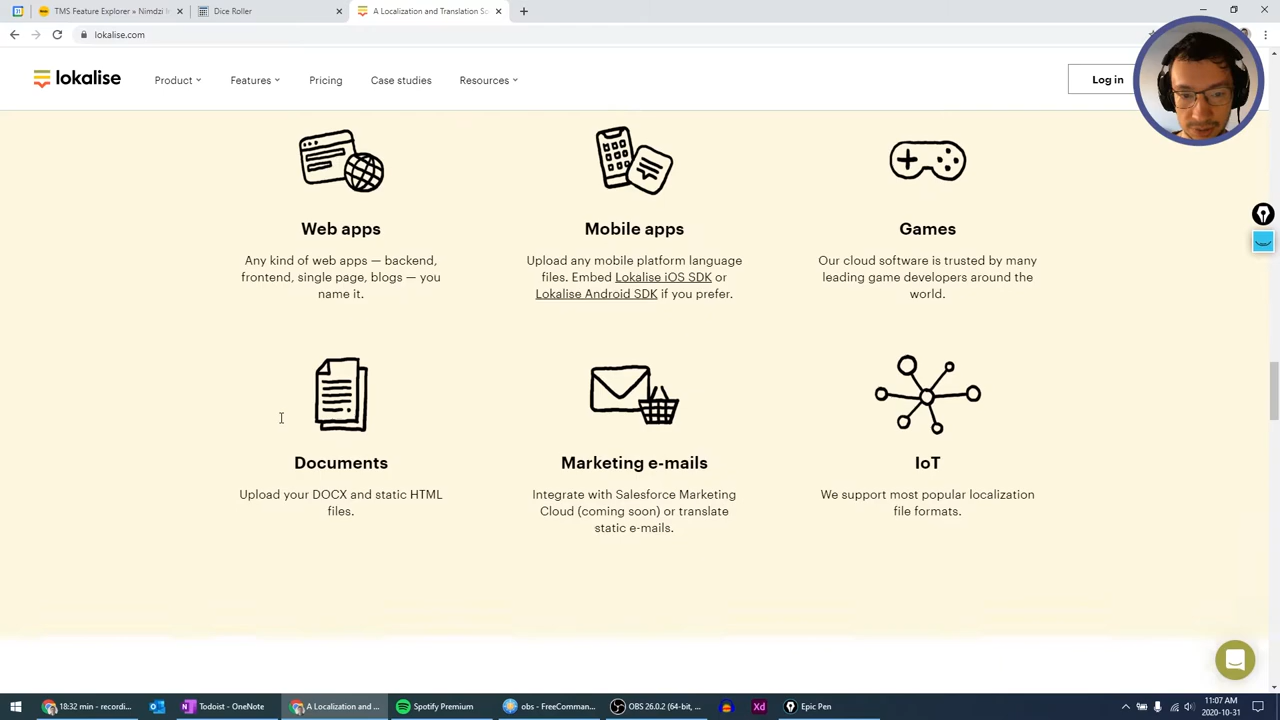 TMS Feature Explorer » Nimdzi I
Dice Roller
A Localization and Translation So
lokalise.com
lokalise
Product
Features
Pricing
Case studies
Resources
Log in
Web apps
Any kind of web apps — backend,
frontend, single page, blogs — you
name it.
Mobile apps
Upload any mobile platform language
files. Embed Lokalise iOS SDK or
Lokalise Android SDK if you prefer.
Games
Our cloud software is trusted by many
leading game developers around the
world.
Documents
Upload your DOCX and static HTML
files.
Marketing e-mails
Integrate with Salesforce Marketing
Cloud (coming soon) or translate
static e-mails.
IoT
We support most popular localization
file formats.
18:32 min - recordi...
Todoist - OneNote
A Localization and ...
Spotify Premium
obs - FreeComman...
OBS 26.0.2 (64-bit, ...
Xd
Epic Pen
11:07 AM
2020-10-31